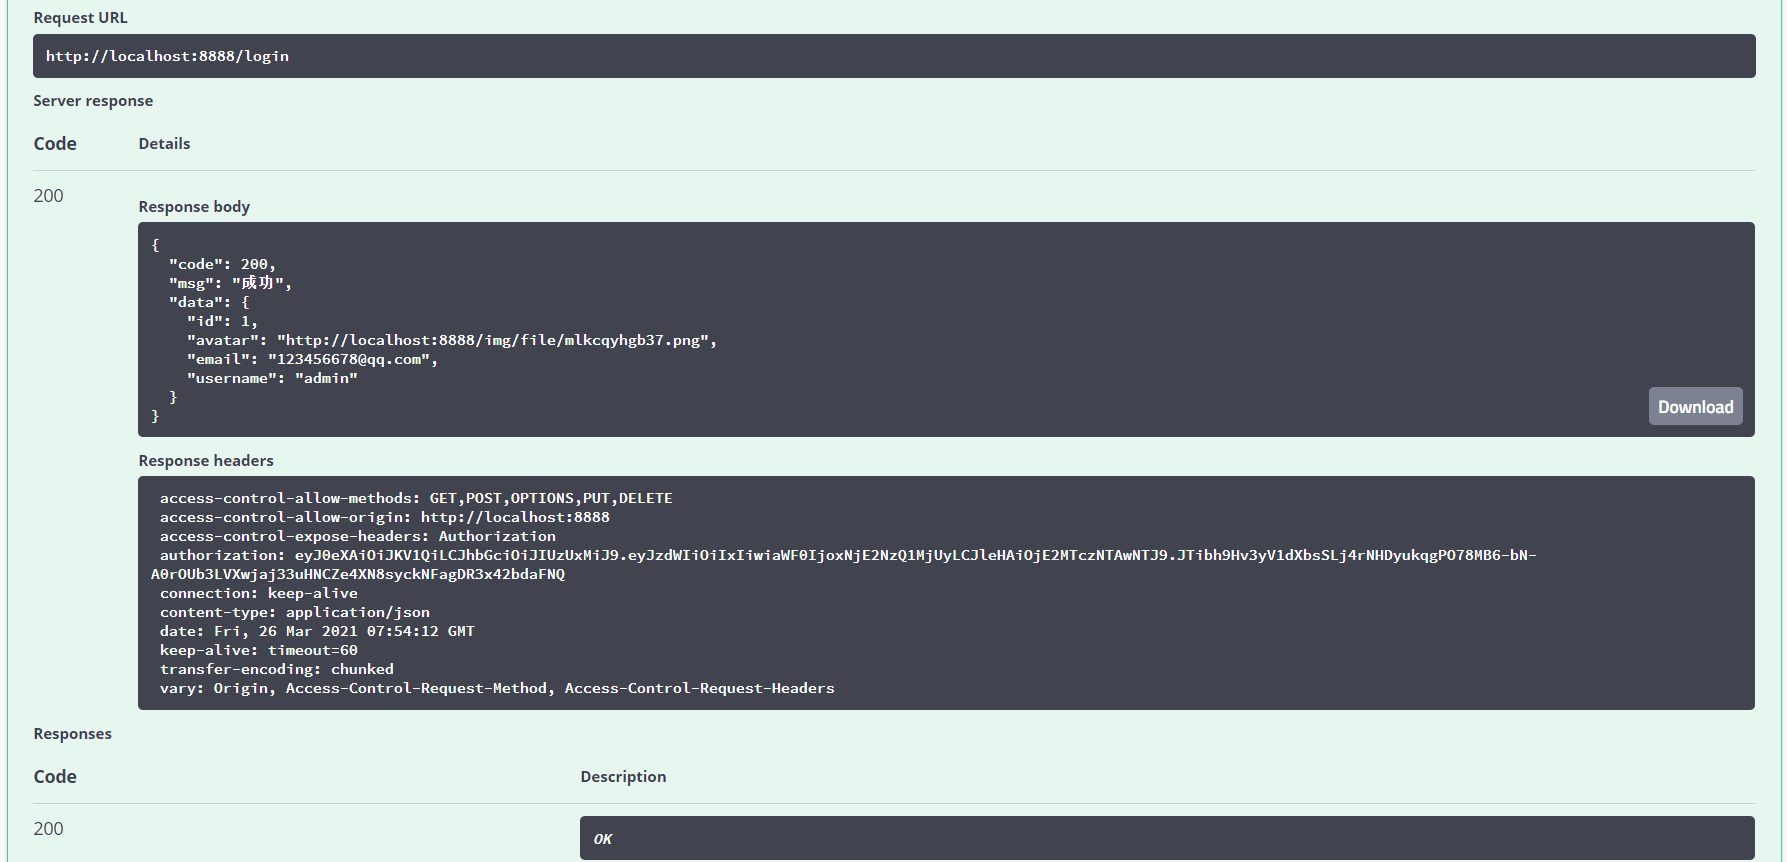 Request URL
http://localhost:8888/login
Server response
Code Details
200
Response body
{
"code": 200,
"msg": "成功",
"data": {
"id": 1,
"avatar": "http://localhost:8888/img/file/mlkcqyhgb37.png",
"email": "123456678@qq.com",
"username": "admin"
}
}
Download
Response headers
access-control-allow-methods: GET,POST,OPTIONS,PUT,DELETE
access-control-allow-origin: http://localhost:8888
access-control-expose-headers: Authorization
authorization: eyJ0eXAiOiJKV1QiLCJhbGciOiJIUzUxMiJ9.eyJzdWIiOiIxIiwiaWF0IjoxNjE2NzQ1MjUyLCJleHAiOjE2MTczNTAwNTJ9.JTibh9Hv3yV1dXbsSLj4rNHDyukqgPO78MB6-bN-
A0rOUb3LVXwjaj33uHNCZe4XN8syckNFagDR3x42bdaFNQ
connection: keep-alive
content-type: application/json
date: Fri, 26 Mar 2021 07:54:12 GMT
keep-alive: timeout=60
transfer-encoding: chunked
vary: Origin, Access-Control-Request-Method, Access-Control-Request-Headers
Responses
Code Description
200
OK